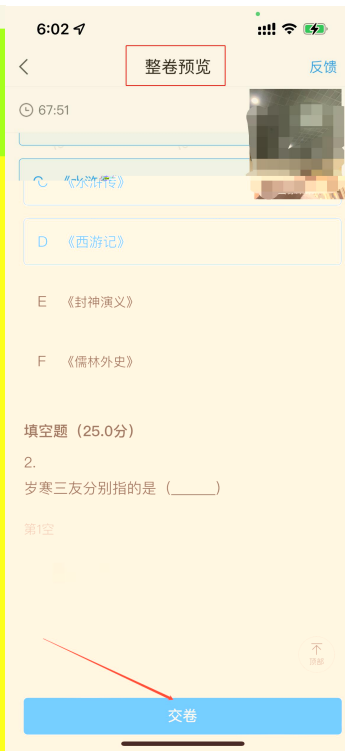 6:02
整卷预览
反馈
67:51
C 《水浒传》
D 《西游记》
E 《封神演义》
F 《儒林外史》
填空题（25.0分）
2.
岁寒三友分别指的是（______）
第1空
顶部
交卷